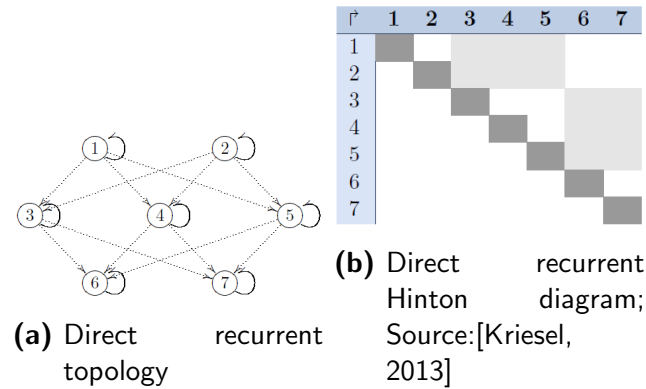 1
2
3
4
5
6
7
(a) Direct recurrent
topology
↱ 1 2 3 4 5 6 7
1
2
3
4
5
6
7
(b) Direct recurrent
Hinton diagram;
Source:[Kriesel,
2013]